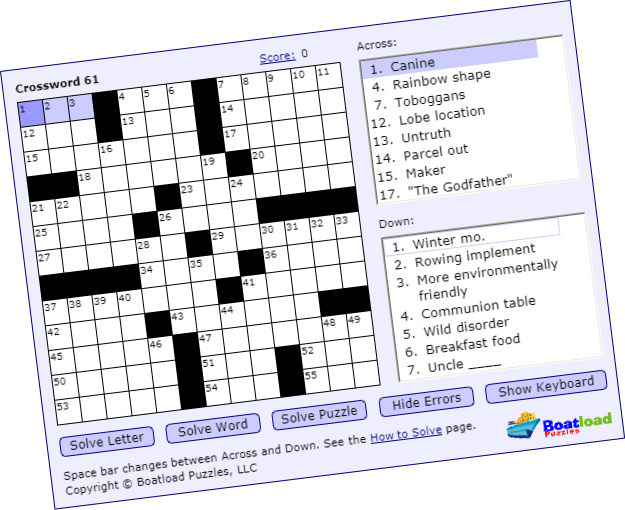 Crossword 61
Score: 0
1 2 3 4 5 6 7 8 9 10 11
12 13 14
15 16 17
18 19 20
21 22 23 24
25 26
27 28 29 30 31 32 33
34 35 36
37 38 39 40 41
42 43 44
45 46 47 48 49
50 51 52
53 54 55
Across:
1. Canine
4. Rainbow shape
7. Toboggans
12. Lobe location
13. Untruth
14. Parcel out
15. Maker
17. "The Godfather"
Down:
1. Winter mo.
2. Rowing implement
3. More environmentally
friendly
4. Communion table
5. Wild disorder
6. Breakfast food
7. Uncle ____
Solve Letter Solve Word Solve Puzzle Hide Errors Show Keyboard
Space bar changes between Across and Down. See the How to Solve page.
Copyright © Boatload Puzzles, LLC
Boatload
Puzzles